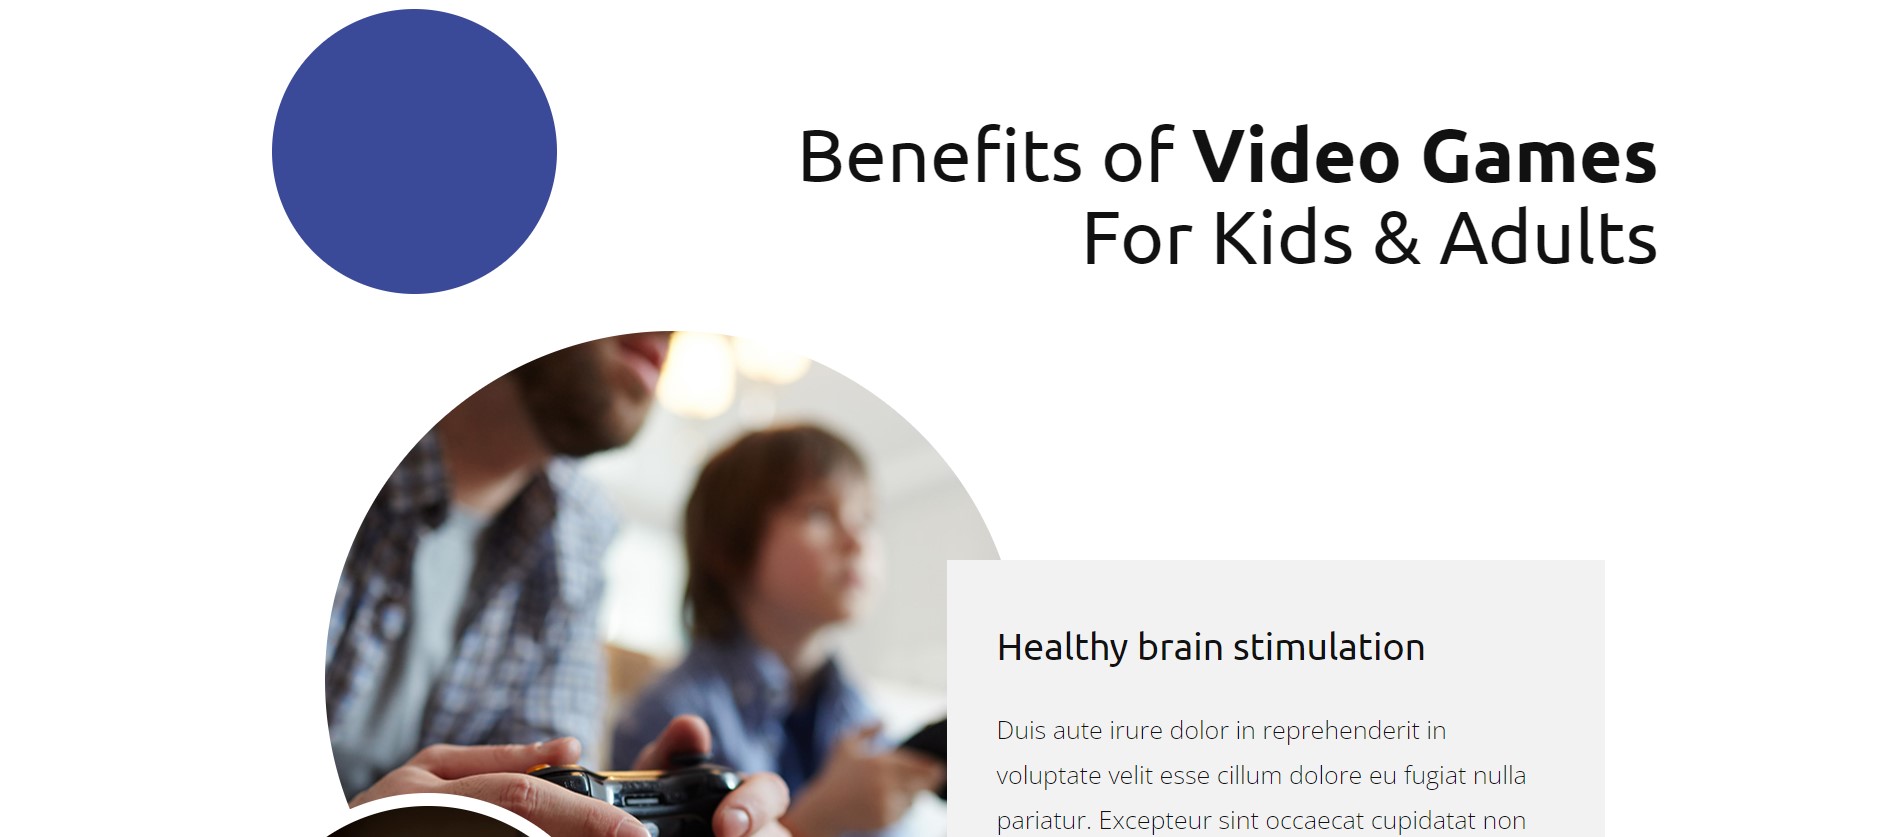 Benefits of Video Games
For Kids & Adults
Healthy brain stimulation
Duis aute irure dolor in reprehenderit in
voluptate velit esse cillum dolore eu fugiat nulla
pariatur. Excepteur sint occaecat cupidatat non